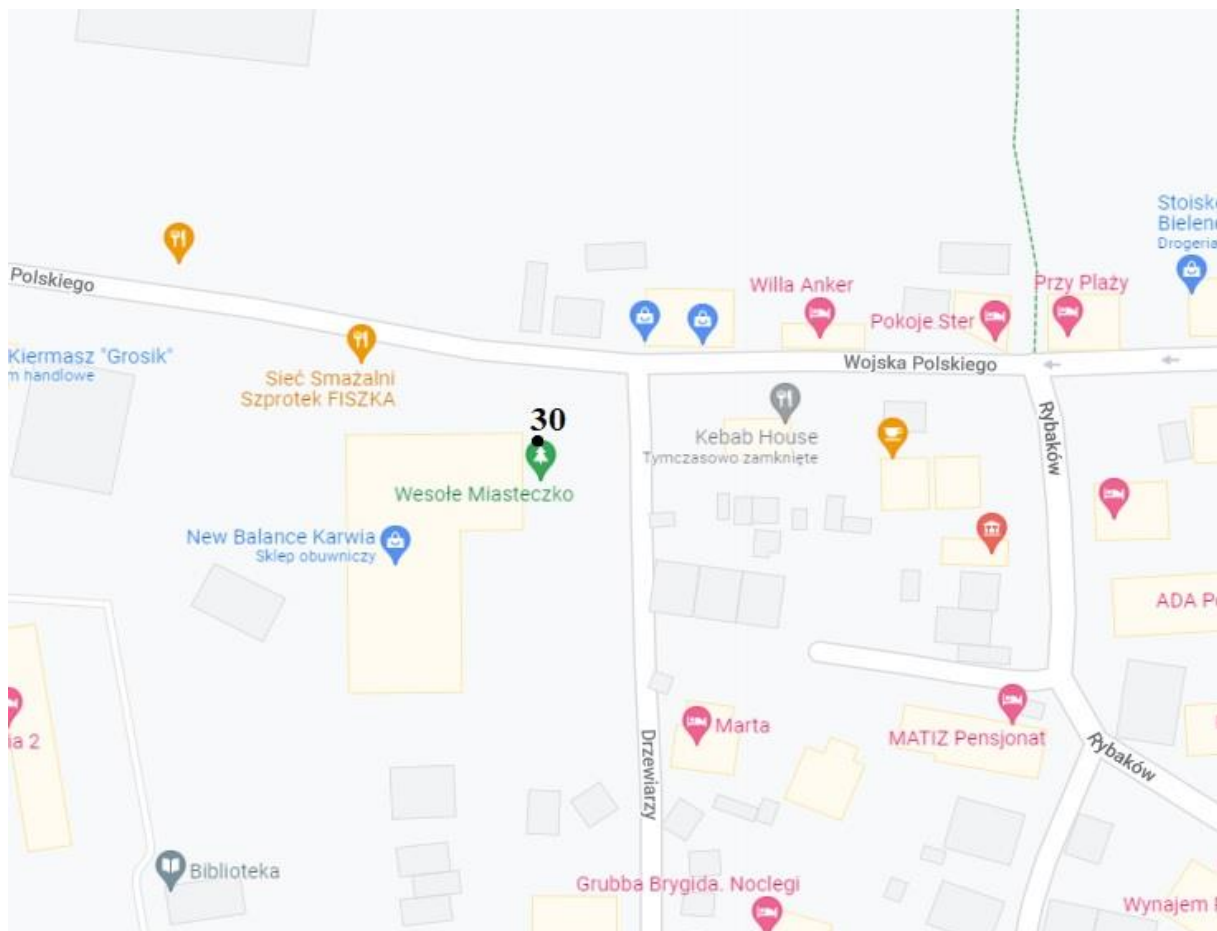 Stoisk
Bielen
Drogeria
Polskiego
Willa Anker
Przy Plaży
Pokoje Ster
Kiermasz "Grosik"
m handlowe
Wojska Polskiego
Sieć Smażalni
Szprotek FISZKA
30
Rybaków
Kebab House
Tymczasowo zamknięte
Wesołe Miasteczko
New Balance Karwia
Sklep obuwniczy
ADA P
ia 2
Marta
MATIZ Pensjonat
Drzewiarzy
Rybaków
Biblioteka
Grubba Brygida. Noclegi
Wynajem